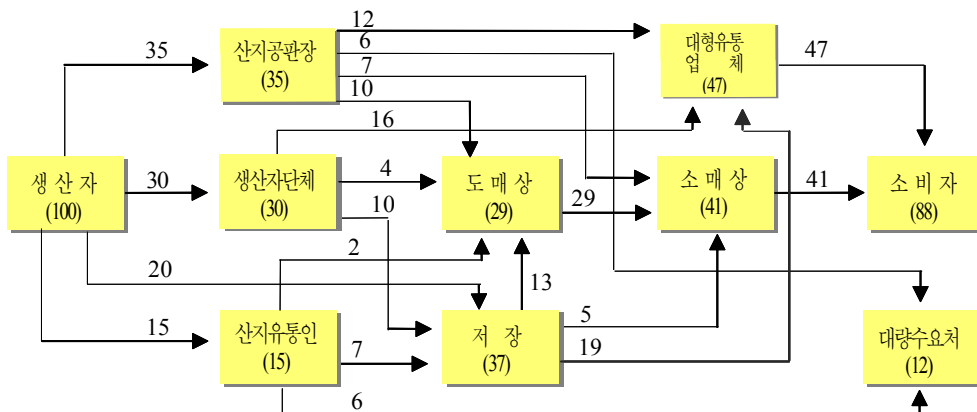 12
6
7
10
35
산지공판장
(35)
대형유통
업 체
(47)
47
16
생 산 자
(100)
30
생산자단체
(30)
4
10
도 매 상
(29)
29
소 매 상
(41)
41
소 비 자
(88)
2
20
13
15
산지유통인
(15)
7
6
저 장
(37)
5
19
대량수요처
(12)